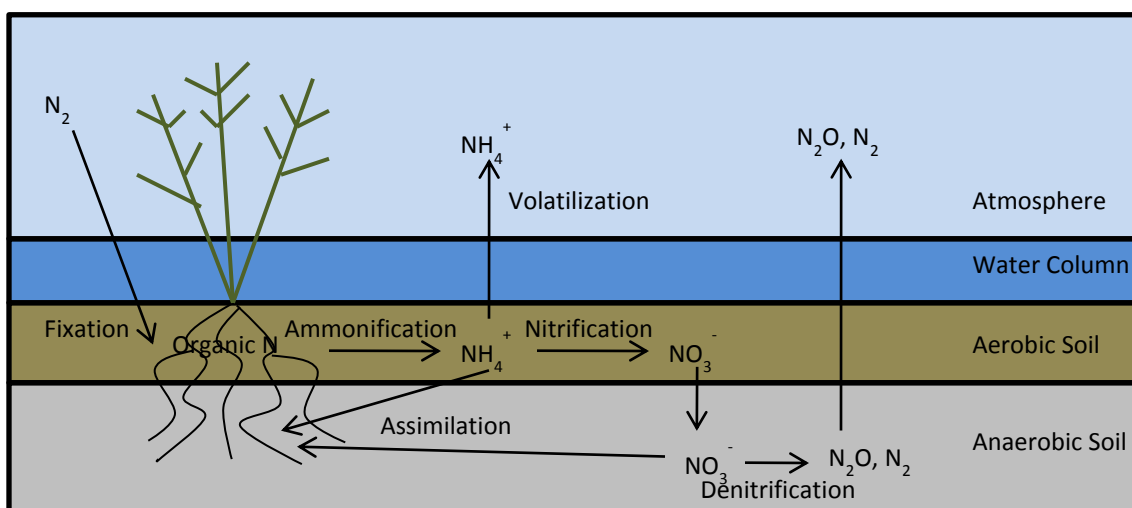 N₂
NH₄⁺
N₂O, N₂
Volatilization
Atmosphere
Water Column
Fixation
Organic N
Ammonification
NH₄⁺
Nitrification
NO₃⁻
Aerobic Soil
Assimilation
NO₃⁻
N₂O, N₂
Anaerobic Soil
Denitrification